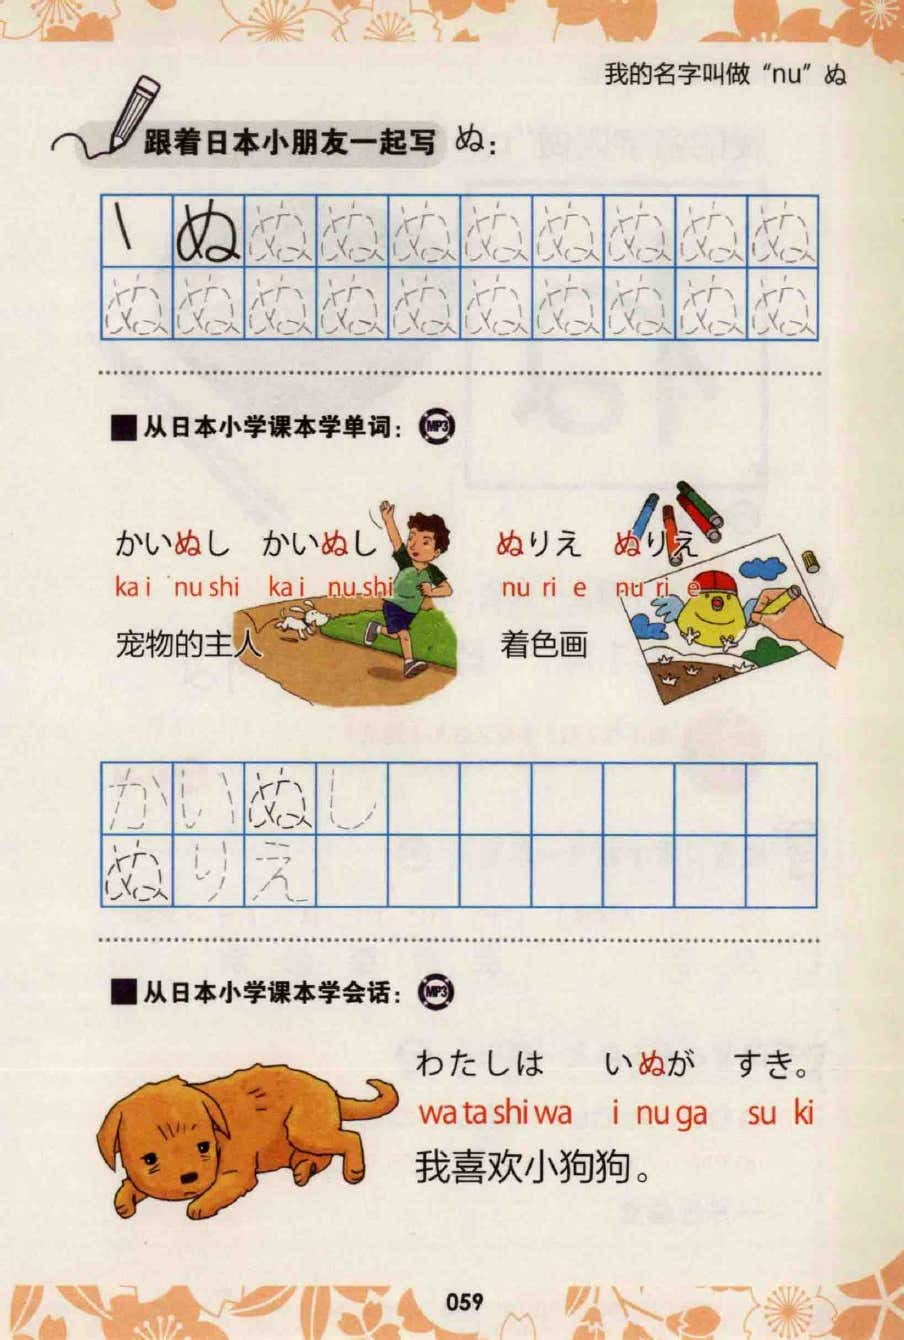 我的名字叫做“nu”ぬ
跟着日本小朋友一起写 ぬ：
丶 ぬ ぬ ぬ ぬ ぬ ぬ ぬ ぬ ぬ
ぬ ぬ ぬ ぬ ぬ ぬ ぬ ぬ ぬ ぬ
■ 从日本小学课本学单词： MP3
かいぬし かいぬし ぬりえ ぬりえ
ka i nu shi ka i nu shi nu ri e nu ri e
宠物的主人 着色画
か い ぬ し
ぬ り え
■ 从日本小学课本学会话： MP3
わたしは いぬが すき。
wa ta shi wa i nu ga su ki
我喜欢小狗狗。
059